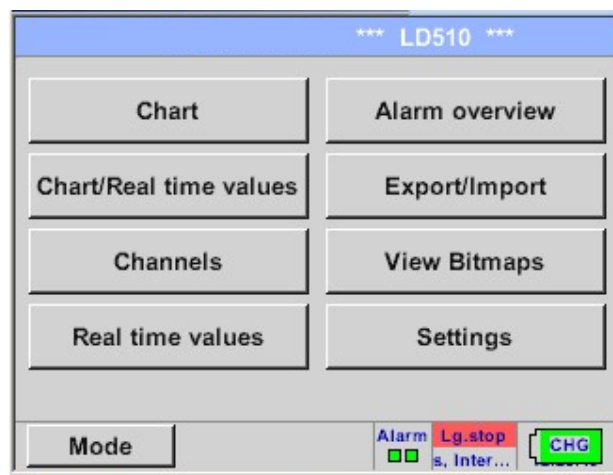 *** LD510 ***
Chart
Alarm overview
Chart/Real time values
Export/Import
Channels
View Bitmaps
Real time values
Settings
Mode
Alarm
Lg.stop
s, Inter...
CHG